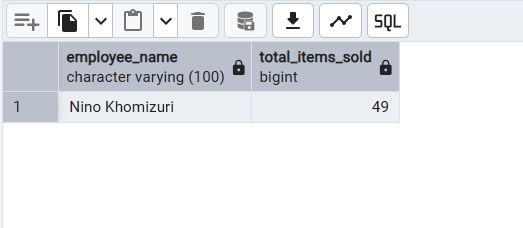 SQL
employee_name total_items_sold
character varying (100) bigint
1 Nino Khomizuri 49